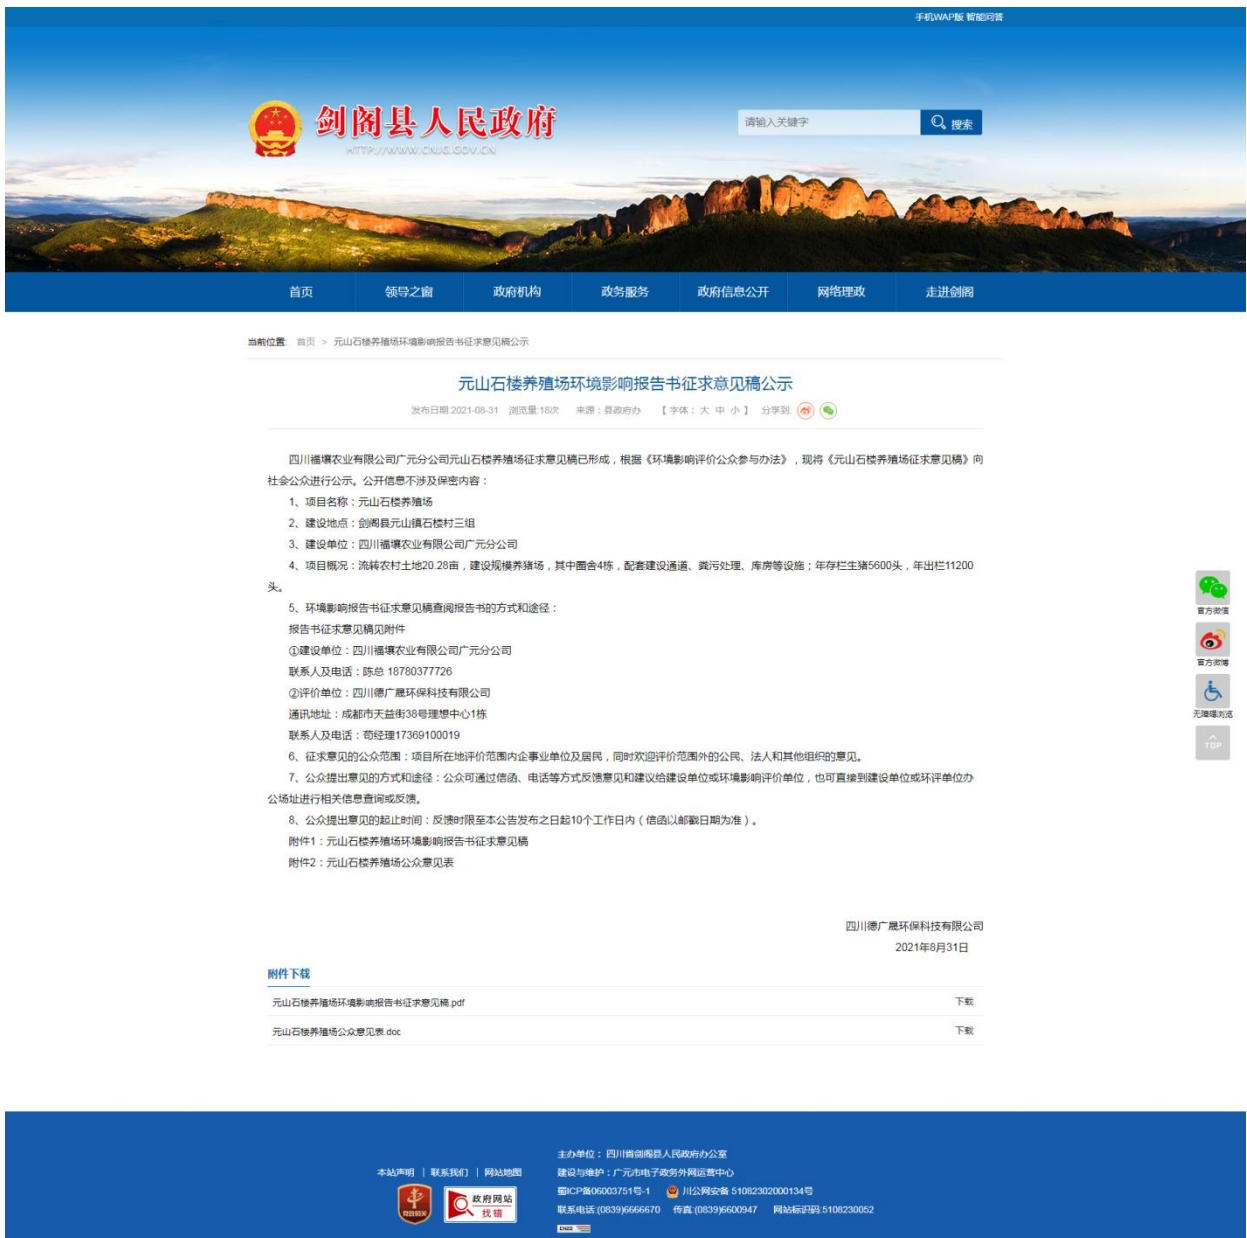 手机WAP版 智能问答
剑阁县人民政府
HTTP://WWW.CNJG.GOV.CN
请输入关键字
搜索
首页 领导之窗 政府机构 政务服务 政府信息公开 网络理政 走进剑阁
当前位置: 首页 > 元山石楼养殖场环境影响报告书征求意见稿公示
元山石楼养殖场环境影响报告书征求意见稿公示
发布日期:2021-08-31 浏览量:18次 来源：县政府办 【 字体： 大 中 小 】 分享到:
四川福壤农业有限公司广元分公司元山石楼养殖场征求意见稿已形成，根据《环境影响评价公众参与办法》，现将《元山石楼养殖场征求意见稿》向
社会公众进行公示。公开信息不涉及保密内容：
1、项目名称：元山石楼养殖场
2、建设地点：剑阁县元山镇石楼村三组
3、建设单位：四川福壤农业有限公司广元分公司
4、项目概况：流转农村土地20.28亩，建设规模养猪场，其中圈舍4栋，配套建设通道、粪污处理、库房等设施；年存栏生猪5600头，年出栏11200
头。
5、环境影响报告书征求意见稿查阅报告书的方式和途径：
报告书征求意见稿见附件
①建设单位：四川福壤农业有限公司广元分公司
联系人及电话：陈总 18780377726
②评价单位：四川德广晟环保科技有限公司
通讯地址：成都市天益街38号理想中心1栋
联系人及电话：苟经理17369100019
6、征求意见的公众范围：项目所在地评价范围内企事业单位及居民，同时欢迎评价范围外的公民、法人和其他组织的意见。
7、公众提出意见的方式和途径：公众可通过信函、电话等方式反馈意见和建议给建设单位或环境影响评价单位，也可直接到建设单位或环评单位办
公场址进行相关信息查询或反馈。
8、公众提出意见的起止时间：反馈时限至本公告发布之日起10个工作日内（信函以邮戳日期为准）。
附件1：元山石楼养殖场环境影响报告书征求意见稿
附件2：元山石楼养殖场公众意见表
四川德广晟环保科技有限公司
2021年8月31日
附件下载
元山石楼养殖场环境影响报告书征求意见稿.pdf 下载
元山石楼养殖场公众意见表.doc 下载
官方微信
官方微博
无障碍浏览
TOP
本站声明 | 联系我们 | 网站地图
党政机关
政府网站
找错
主办单位： 四川省剑阁县人民政府办公室
建设与维护：广元市电子政务外网运营中心
蜀ICP备06003751号-1 川公网安备 51082302000134号
联系电话:(0839)6666670 传真:(0839)6600947 网站标识码:5108230052
CNZZ